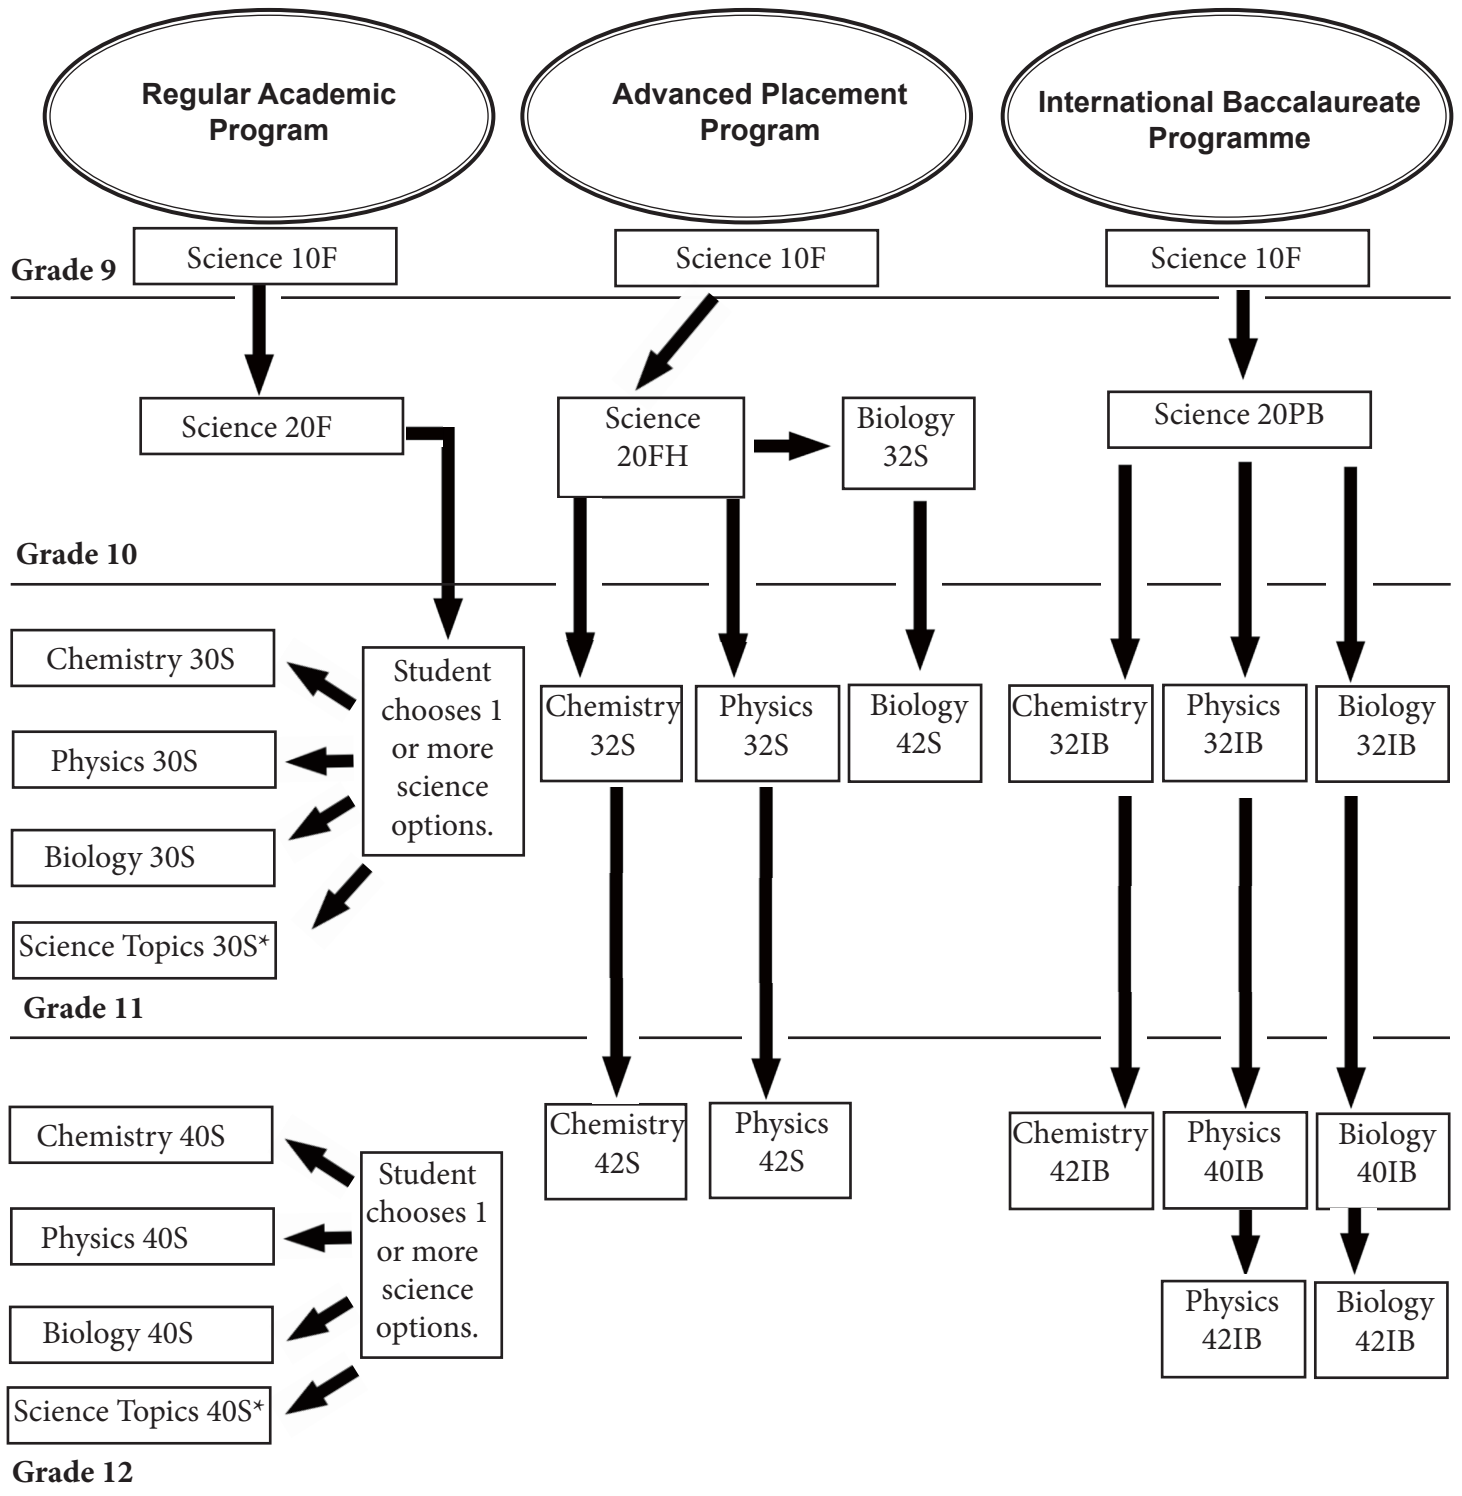 Regular Academic
Program
Advanced Placement
Program
International Baccalaureate
Programme
Grade 9
Science 10F
Science 10F
Science 10F
Science 20F
Science
20FH
Biology
32S
Science 20PB
Grade 10
Chemistry 30S
Physics 30S
Biology 30S
Science Topics 30S*
Student
chooses 1
or more
science
options.
Chemistry
32S
Physics
32S
Biology
42S
Chemistry
32IB
Physics
32IB
Biology
32IB
Grade 11
Chemistry 40S
Physics 40S
Biology 40S
Science Topics 40S*
Student
chooses 1
or more
science
options.
Chemistry
42S
Physics
42S
Chemistry
42IB
Physics
40IB
Biology
40IB
Physics
42IB
Biology
42IB
Grade 12